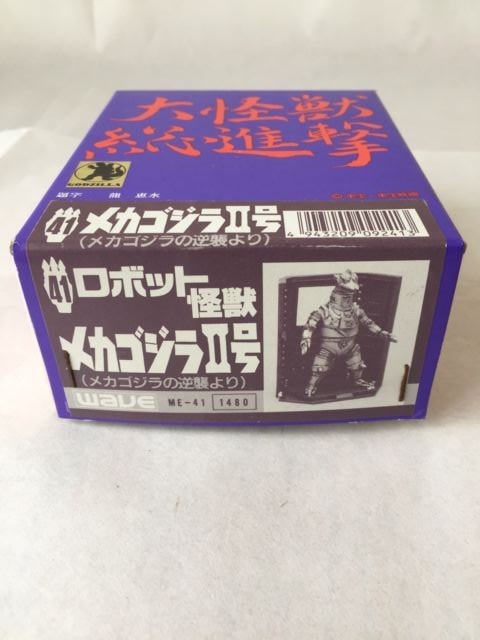 大怪獣
総進撃
GODZILLA
題字 龍 恵水
41 メカゴジラⅡ号
(メカゴジラの逆襲より)
4 943209 092413
41 ロボット
怪獣
メカゴジラⅡ号
(メカゴジラの逆襲より)
WAVE ME-41 1480